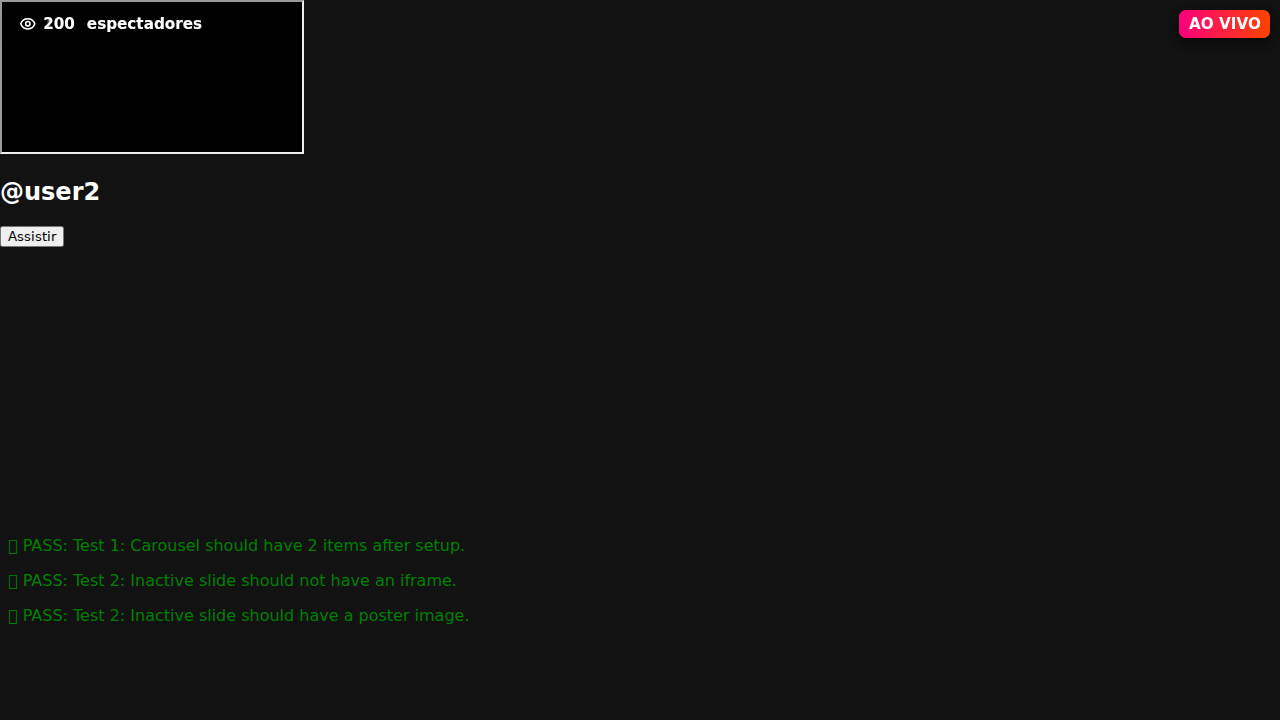 200 espectadores
AO VIVO
@user2
Assistir
PASS: Test 1: Carousel should have 2 items after setup.
PASS: Test 2: Inactive slide should not have an iframe.
PASS: Test 2: Inactive slide should have a poster image.